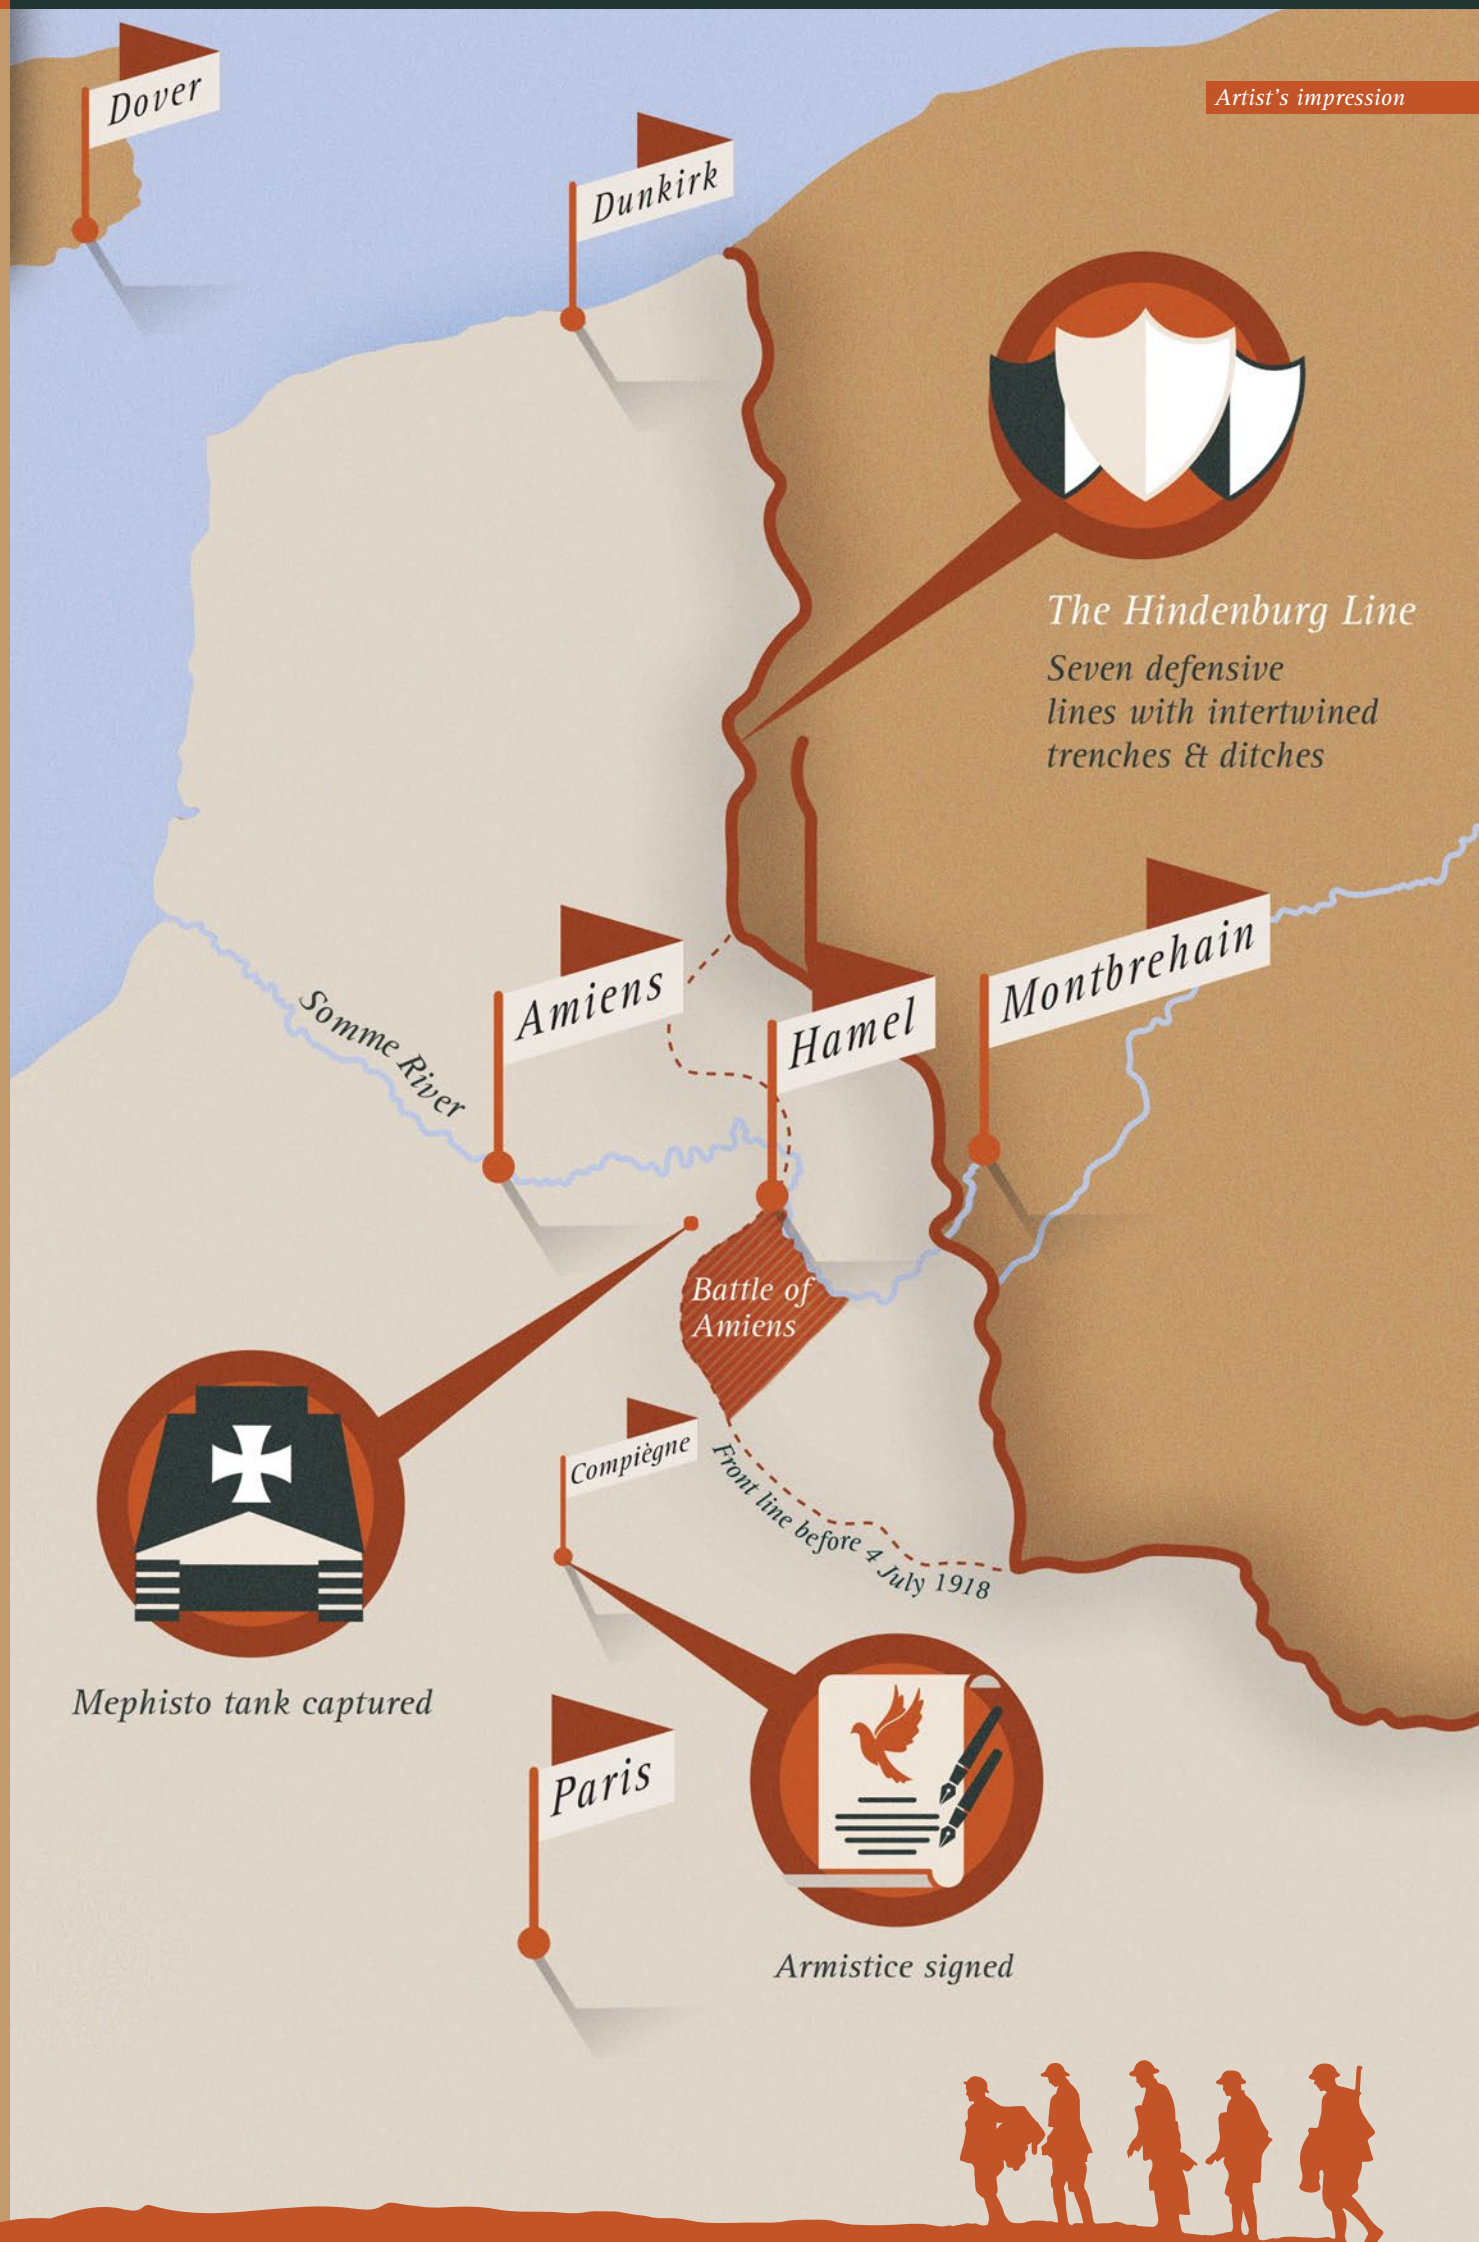 Dover
Artist's impression
Dunkirk
The Hindenburg Line
Seven defensive
lines with intertwined
trenches & ditches
Montbrehain
Amiens
Hamel
Somme River
Battle of
Amiens
Compiègne
Front line before 4 July 1918
Mephisto tank captured
Paris
Armistice signed